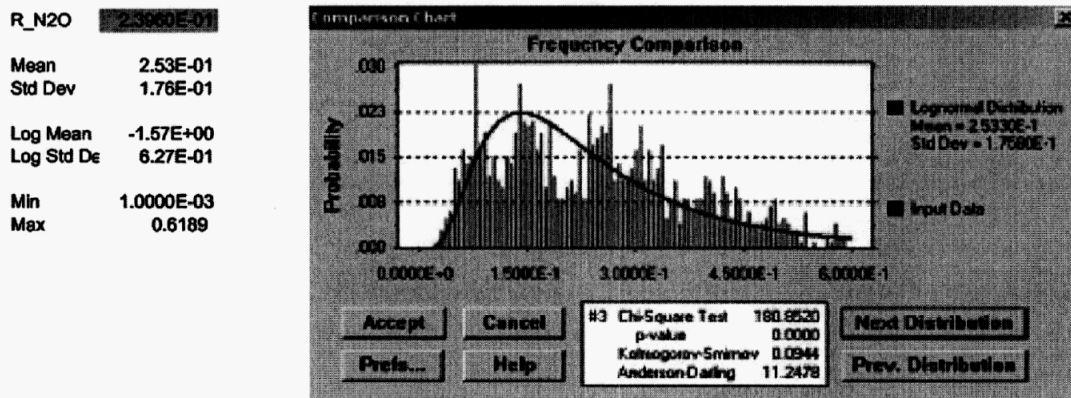 R_N2O 2.3960E-01
Mean 2.53E-01
Std Dev 1.76E-01
Log Mean -1.57E+00
Log Std De 6.27E-01
Min 1.0000E-03
Max 0.6189
Comparison Chart
Frequency Comparison
Probability
.030
.023
.015
.008
.000
0.0000E+0 1.5000E-1 3.0000E-1 4.5000E-1 6.0000E-1
Lognormal Distribution
Mean = 2.5330E-1
Std Dev = 1.7580E-1
Input Data
Accept Cancel
Prefs... Help
#3 Chi-Square Test 180.8520
p-value 0.0000
Kolmogorov-Smirnov 0.0944
Anderson-Darling 11.2478
Next Distribution
Prev. Distribution